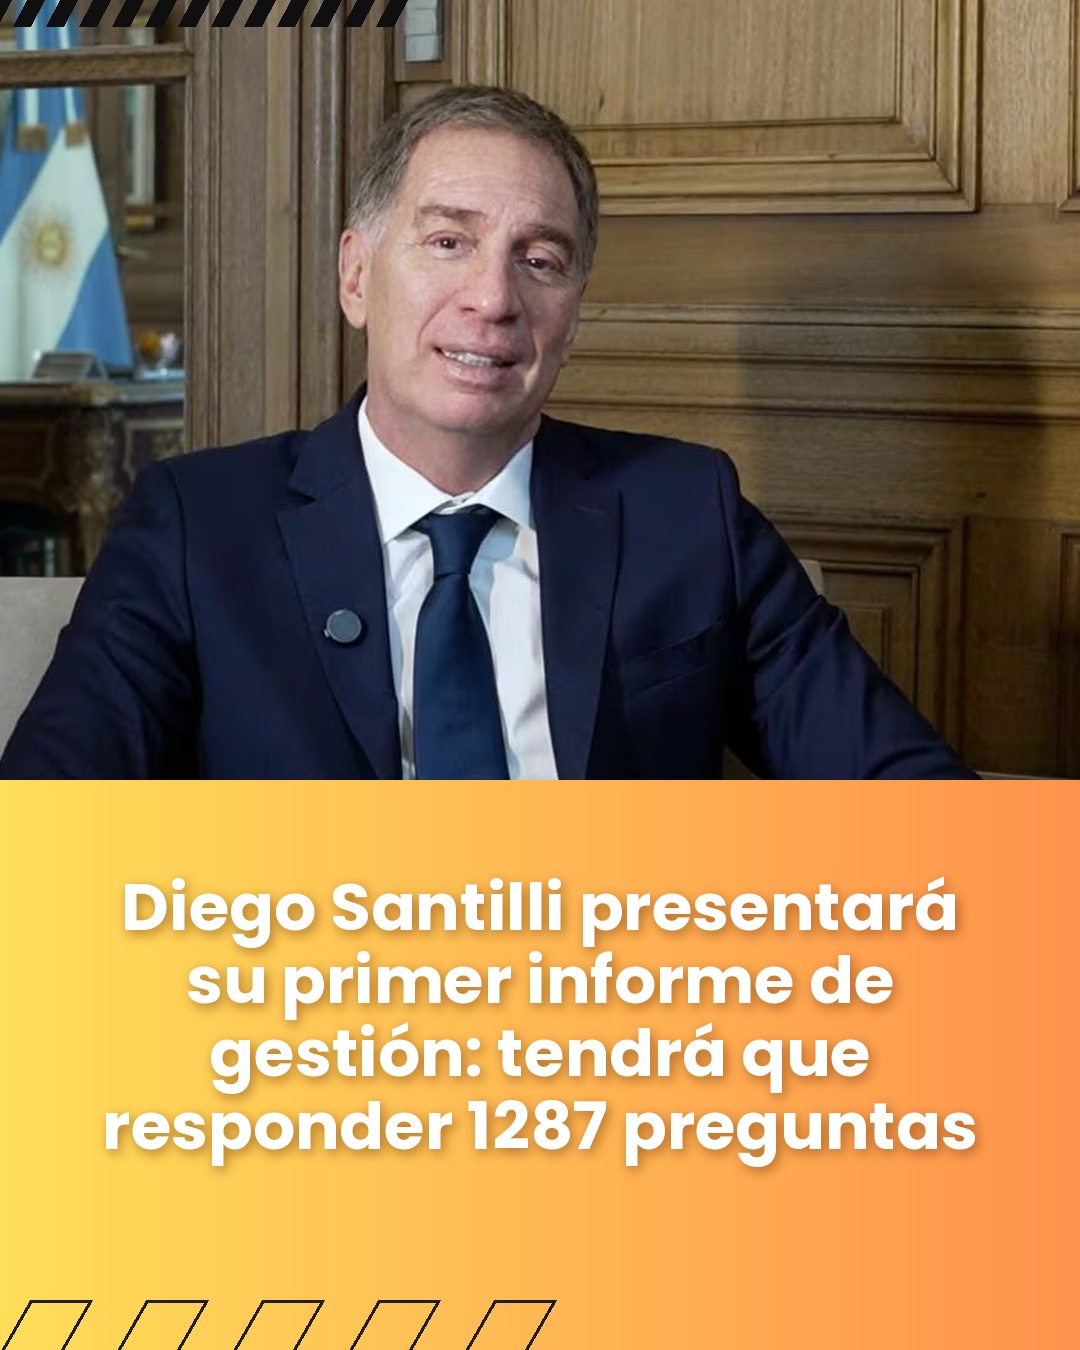 Diego Santilli presentará
su primer informe de
gestión: tendrá que
responder 1287 preguntas